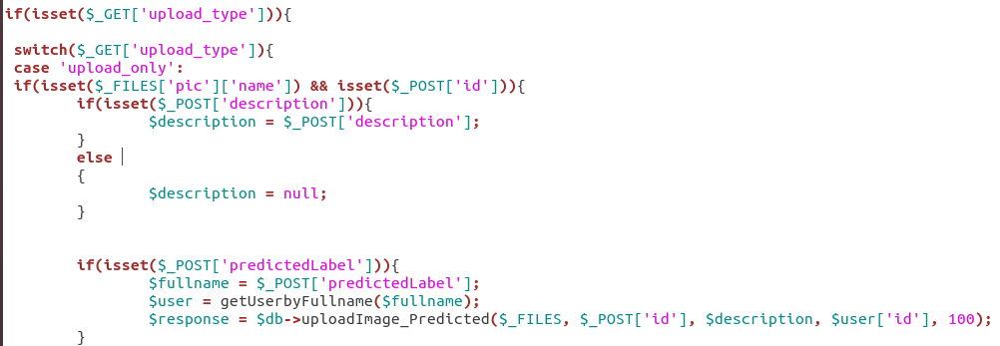 if(isset($_GET['upload_type'])){
switch($_GET['upload_type']){
case 'upload_only':
if(isset($_FILES['pic']['name']) && isset($_POST['id'])){
if(isset($_POST['description'])){
$description = $_POST['description'];
}
else
{
$description = null;
}
if(isset($_POST['predictedLabel'])){
$fullname = $_POST['predictedLabel'];
$user = getUserbyFullname($fullname);
$response = $db->uploadImage_Predicted($_FILES, $_POST['id'], $description, $user['id'], 100);
}